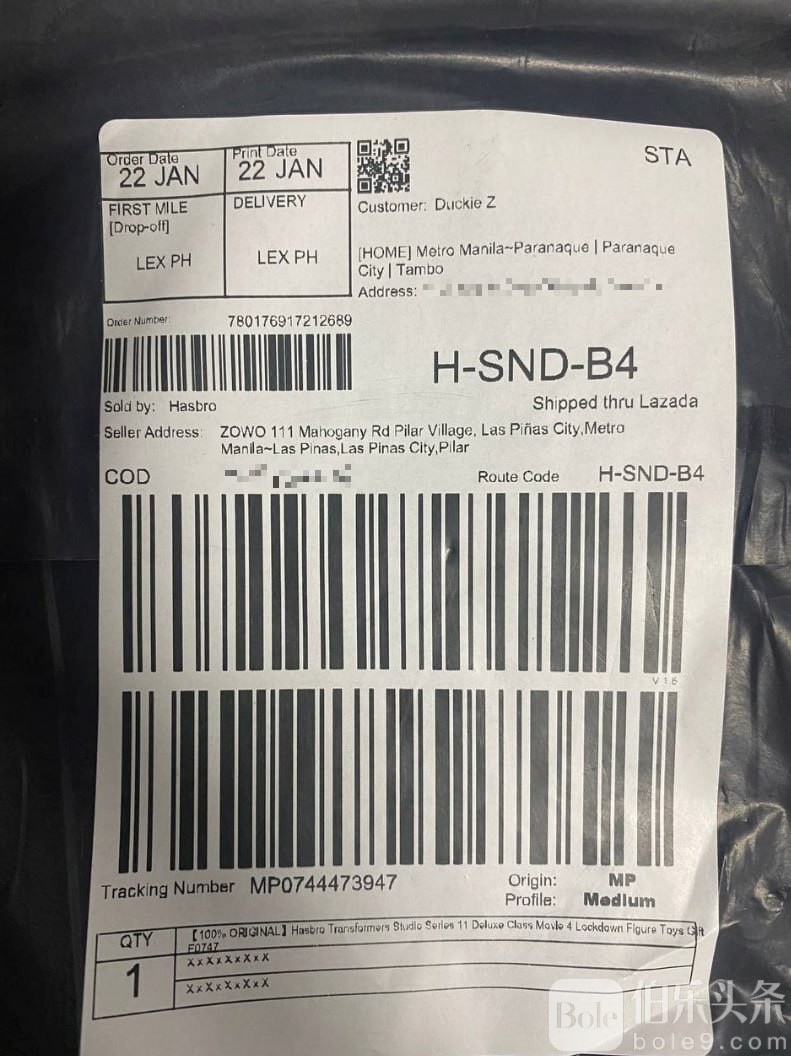 Order Date
22 JAN
Print Date
22 JAN
STA
FIRST MILE
[Drop-off]
LEX PH
DELIVERY
LEX PH
Customer: Duckie Z
[HOME] Metro Manila~Paranaque | Paranaque
City | Tambo
Address:
Order Number:
780176917212689
H-SND-B4
Sold by: Hasbro
Shipped thru Lazada
Seller Address: ZOWO 111 Mahogany Rd Pilar Village, Las Piñas City,Metro
Manila~Las Pinas,Las Pinas City,Pilar
COD
Route Code H-SND-B4
V 1.6
Tracking Number MP0744473947
Origin: MP
Profile: Medium
QTY
1
【100% ORIGINAL】Hasbro Transformers Studio Series 11 Deluxe Class Movie 4 Lockdown Figure Toys Gift
E0747
XxXxXxXxX
XxXxXxXxX
Bole 伯乐头条
bole9.com